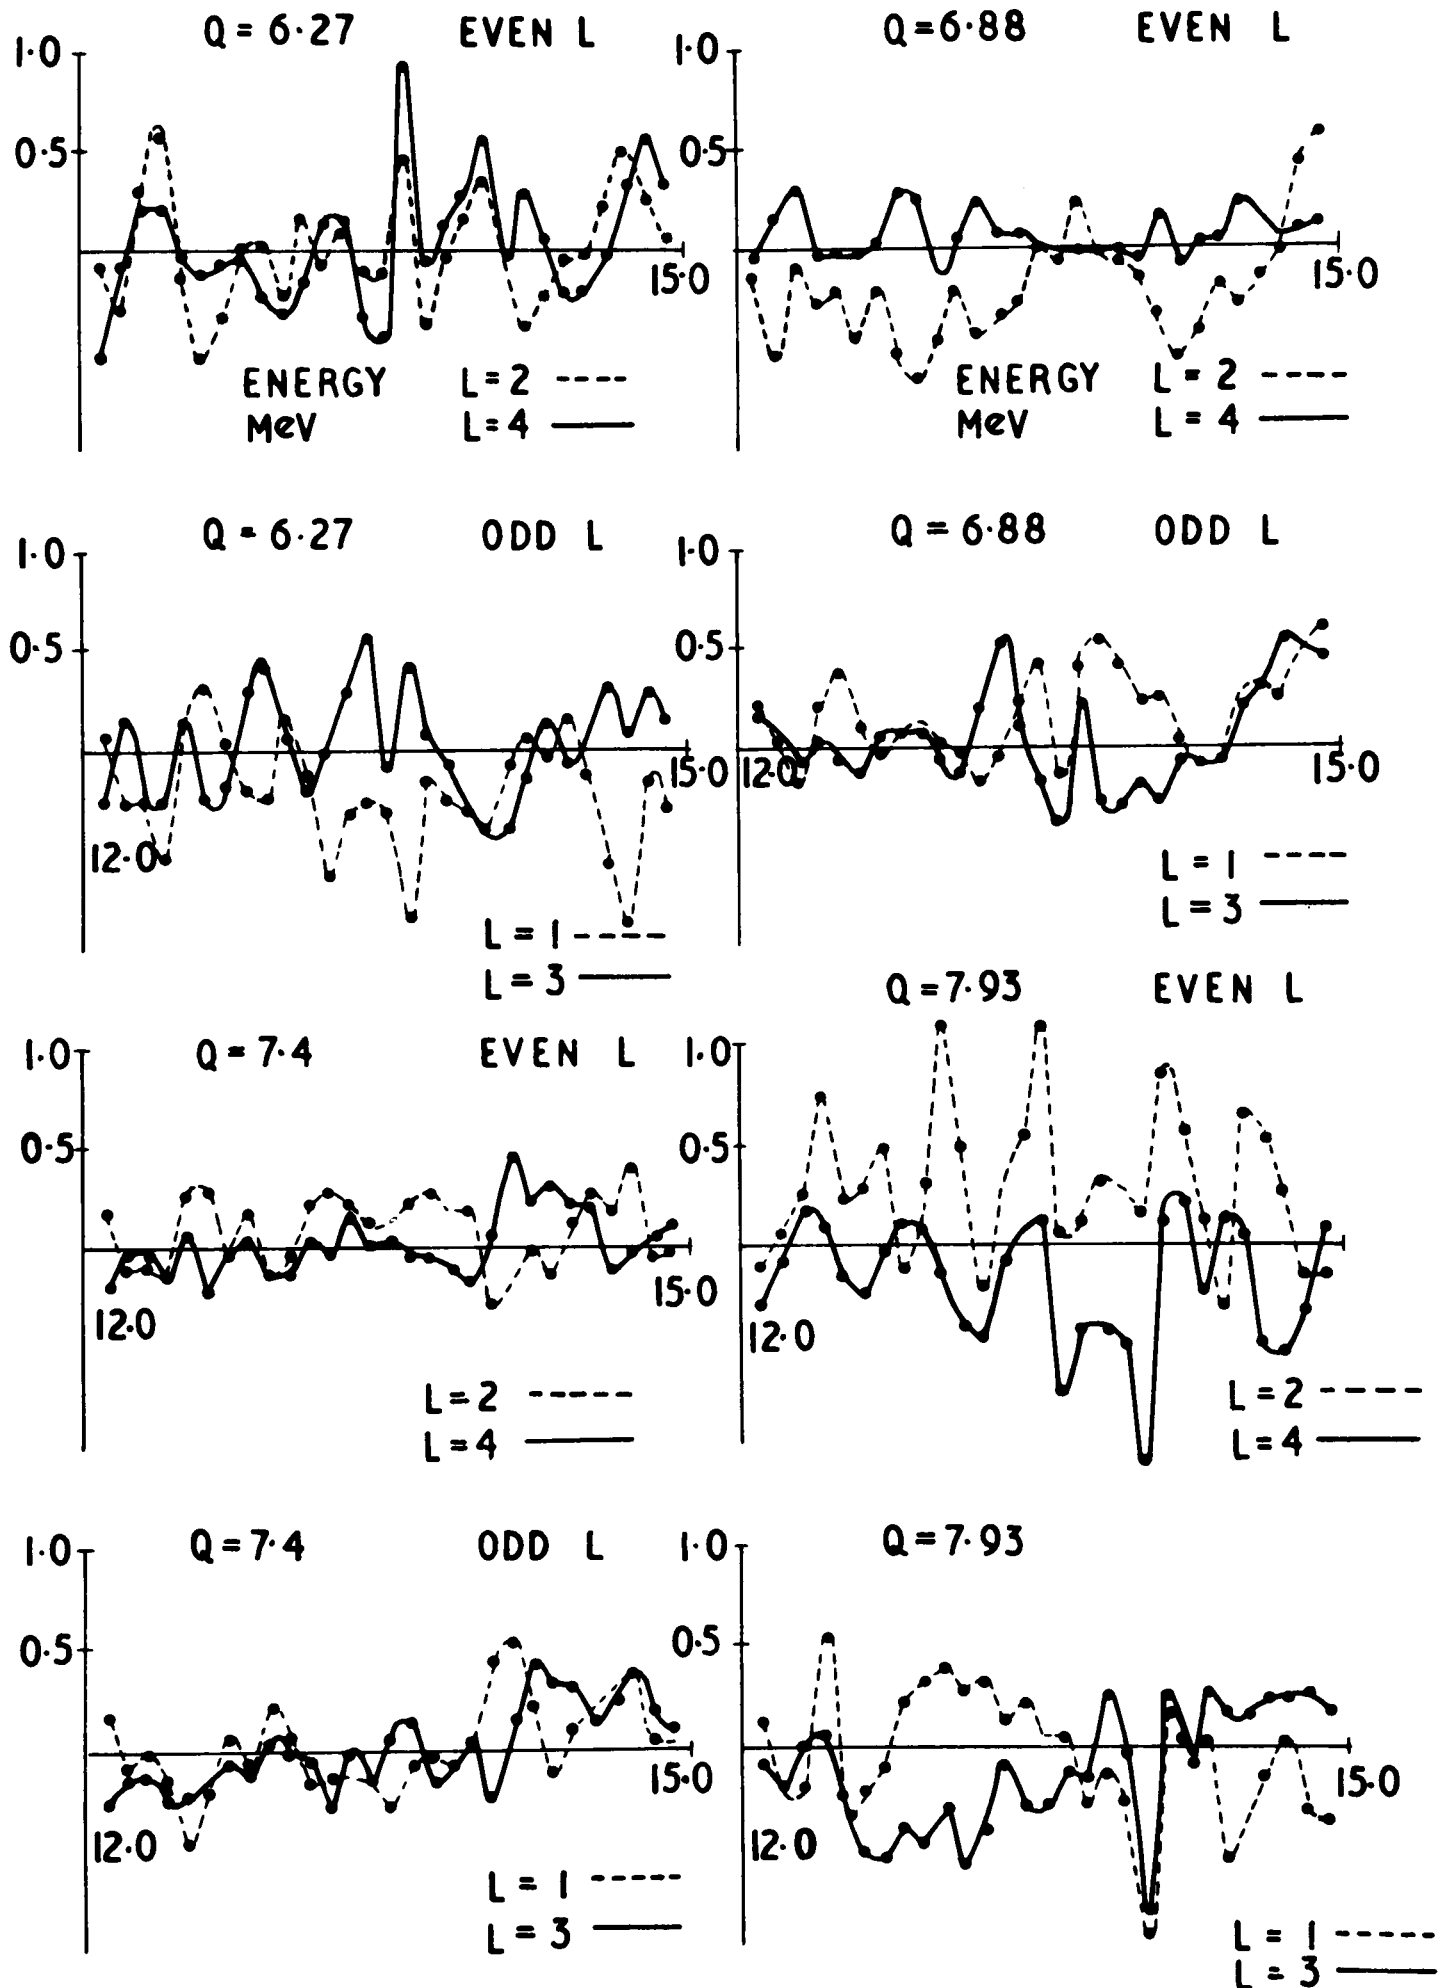 Q = 6·27 EVEN L
1·0
0·5
15·0
ENERGY L=2
MeV L=4
Q=6·88 EVEN L
1·0
0·5
15·0
ENERGY L=2
MeV L=4
Q = 6·27 ODD L
1·0
0·5
15·0
12·0
L = 1
L = 3
Q = 6·88 ODD L
1·0
0·5
12·0
15·0
L = 1
L = 3
Q = 7·4 EVEN L
1·0
0·5
15·0
12·0
L=2
L=4
Q=7·93 EVEN L
1·0
0·5
12·0
L=2
L=4
Q=7·4 ODD L
1·0
0·5
15·0
12·0
L = 1
L = 3
Q=7·93
1·0
0·5
15·0
12·0
L = 1
L = 3